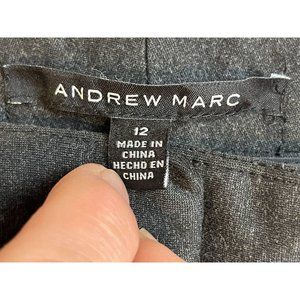 ANDREW MARC
12
MADE IN
CHINA
HECHO EN
CHINA